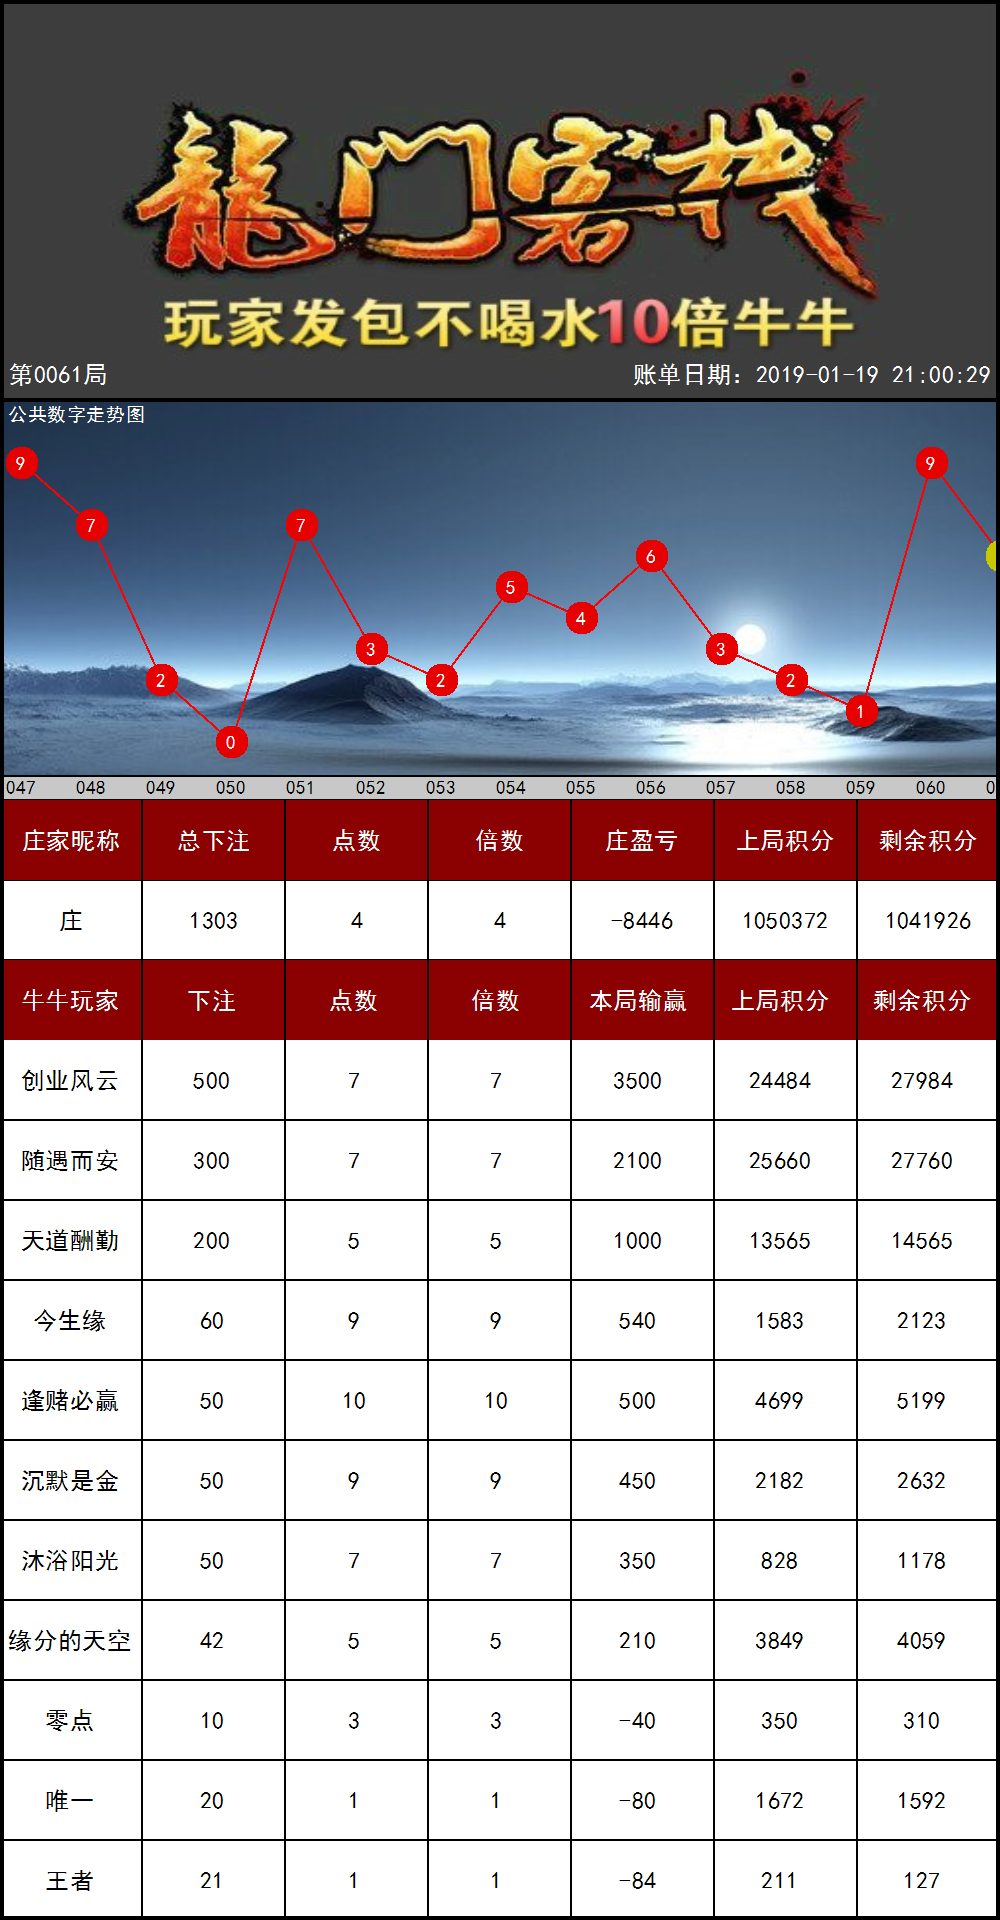 龍门客栈
玩家发包不喝水10倍牛牛
第0061局 账单日期：2019-01-19 21:00:29
公共数字走势图
9 7 2 0 7 3 2 5 4 6 3 2 1 9
047 048 049 050 051 052 053 054 055 056 057 058 059 060 0
庄家昵称 总下注 点数 倍数 庄盈亏 上局积分 剩余积分
庄 1303 4 4 -8446 1050372 1041926
牛牛玩家 下注 点数 倍数 本局输赢 上局积分 剩余积分
创业风云 500 7 7 3500 24484 27984
随遇而安 300 7 7 2100 25660 27760
天道酬勤 200 5 5 1000 13565 14565
今生缘 60 9 9 540 1583 2123
逢赌必赢 50 10 10 500 4699 5199
沉默是金 50 9 9 450 2182 2632
沐浴阳光 50 7 7 350 828 1178
缘分的天空 42 5 5 210 3849 4059
零点 10 3 3 -40 350 310
唯一 20 1 1 -80 1672 1592
王者 21 1 1 -84 211 127